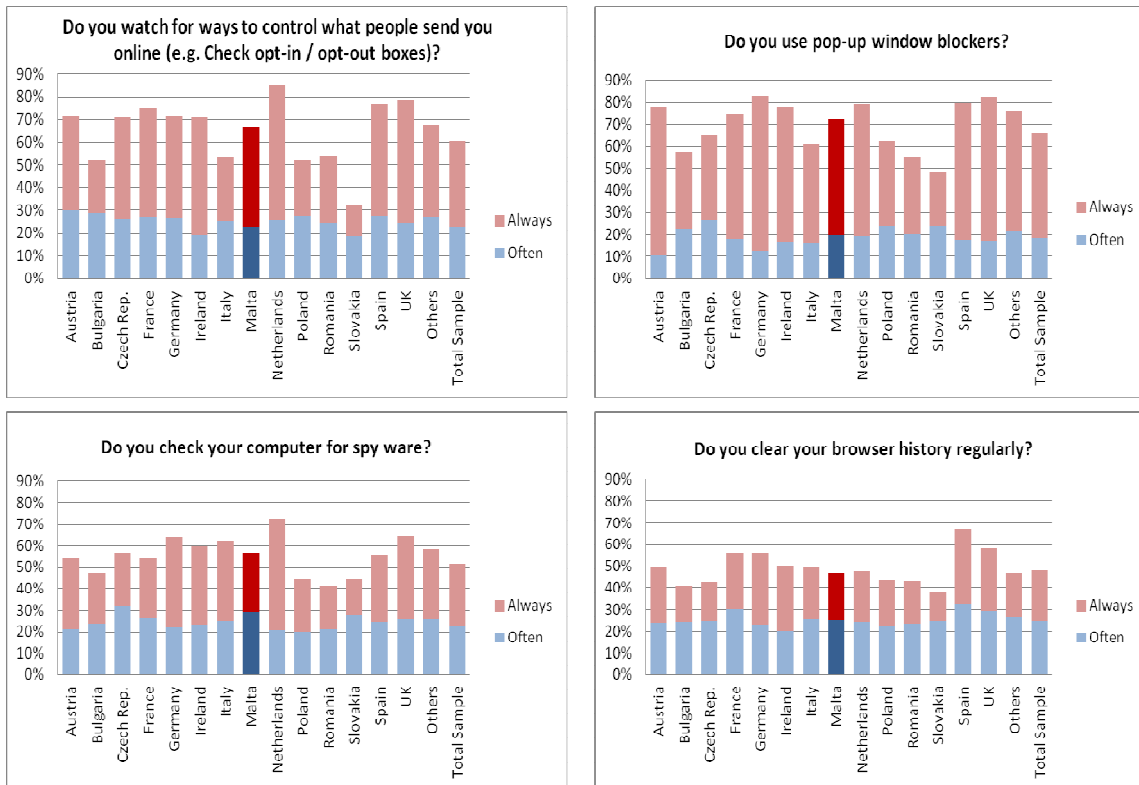 Do you watch for ways to control what people send you
online (e.g. Check opt-in / opt-out boxes)?
90%
80%
70%
60%
50%
40%
30%
20%
10%
0%
Always
Often
Austria
Bulgaria
Czech Rep.
France
Germany
Ireland
Italy
Malta
Netherlands
Poland
Romania
Slovakia
Spain
UK
Others
Total Sample
Do you use pop-up window blockers?
90%
80%
70%
60%
50%
40%
30%
20%
10%
0%
Always
Often
Austria
Bulgaria
Czech Rep.
France
Germany
Ireland
Italy
Malta
Netherlands
Poland
Romania
Slovakia
Spain
UK
Others
Total Sample
Do you check your computer for spy ware?
90%
80%
70%
60%
50%
40%
30%
20%
10%
0%
Always
Often
Austria
Bulgaria
Czech Rep.
France
Germany
Ireland
Italy
Malta
Netherlands
Poland
Romania
Slovakia
Spain
UK
Others
Total Sample
Do you clear your browser history regularly?
90%
80%
70%
60%
50%
40%
30%
20%
10%
0%
Always
Often
Austria
Bulgaria
Czech Rep.
France
Germany
Ireland
Italy
Malta
Netherlands
Poland
Romania
Slovakia
Spain
UK
Others
Total Sample